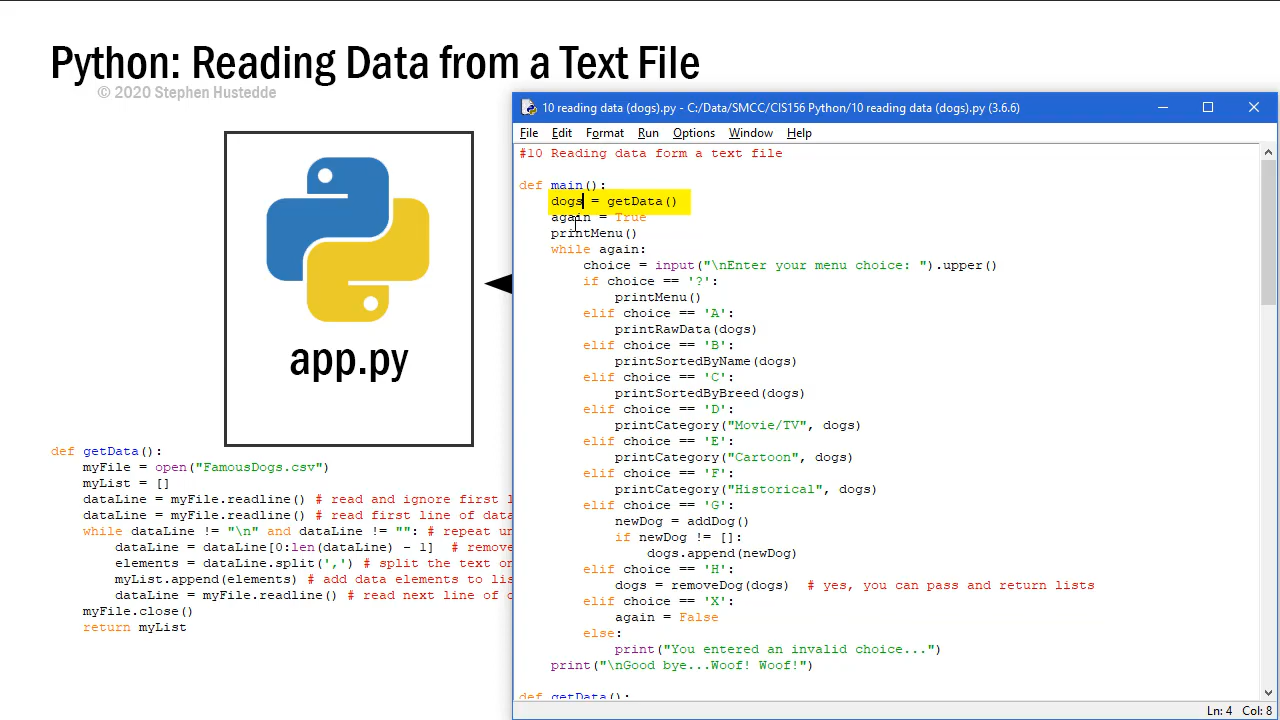 Python: Reading Data from a Text File
© 2020 Stephen Hustedde
app.py
def getData():
myFile = open("FamousDogs.csv")
myList = []
dataLine = myFile.readline() # read and ignore first
dataLine = myFile.readline() # read first line of
while dataLine != "\n" and dataLine != "": # repeat
dataLine = dataLine[0:len(dataLine) - 1] #
elements = dataLine.split(',') # split the text
myList.append(elements) # add data elements to
dataLine = myFile.readline() # read next line of
myFile.close()
return myList
10 reading data (dogs).py - C:/Data/SMCC/CIS156 Python/10 reading data (dogs).py (3.6.6)
File Edit Format Run Options Window Help
#10 Reading data form a text file
def main():
dogs = getData()
again = True
printMenu()
while again:
choice = input("\nEnter your menu choice: ").upper()
if choice == '?':
printMenu()
elif choice == 'A':
printRawData(dogs)
elif choice == 'B':
printSortedByName(dogs)
elif choice == 'C':
printSortedByBreed(dogs)
elif choice == 'D':
printCategory("Movie/TV", dogs)
elif choice == 'E':
printCategory("Cartoon", dogs)
elif choice == 'F':
printCategory("Historical", dogs)
elif choice == 'G':
newDog = addDog()
if newDog != []:
dogs.append(newDog)
elif choice == 'H':
dogs = removeDog(dogs) # yes, you can pass and return lists
elif choice == 'X':
again = False
else:
print("You entered an invalid choice...")
print("\nGood bye...Woof! Woof!")
def getData():
Ln: 4 Col: 8